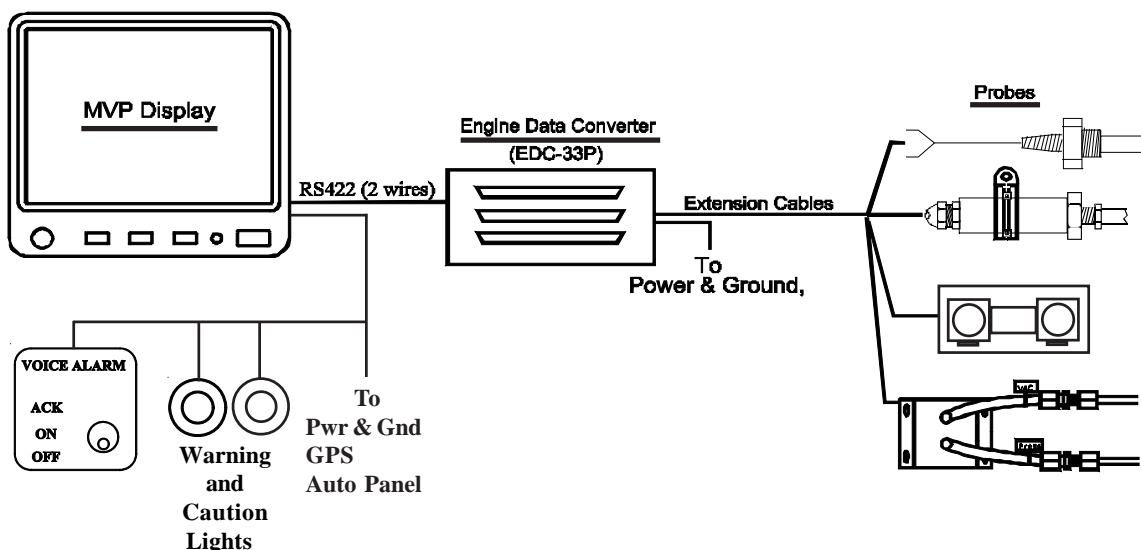 MVP Display
Engine Data Converter
(EDC-33P)
Probes
RS422 (2 wires)
Extension Cables
To
Power & Ground,
VOICE ALARM
ACK
ON
OFF
Warning
and
Caution
Lights
To
Pwr & Gnd
GPS
Auto Panel
VAC